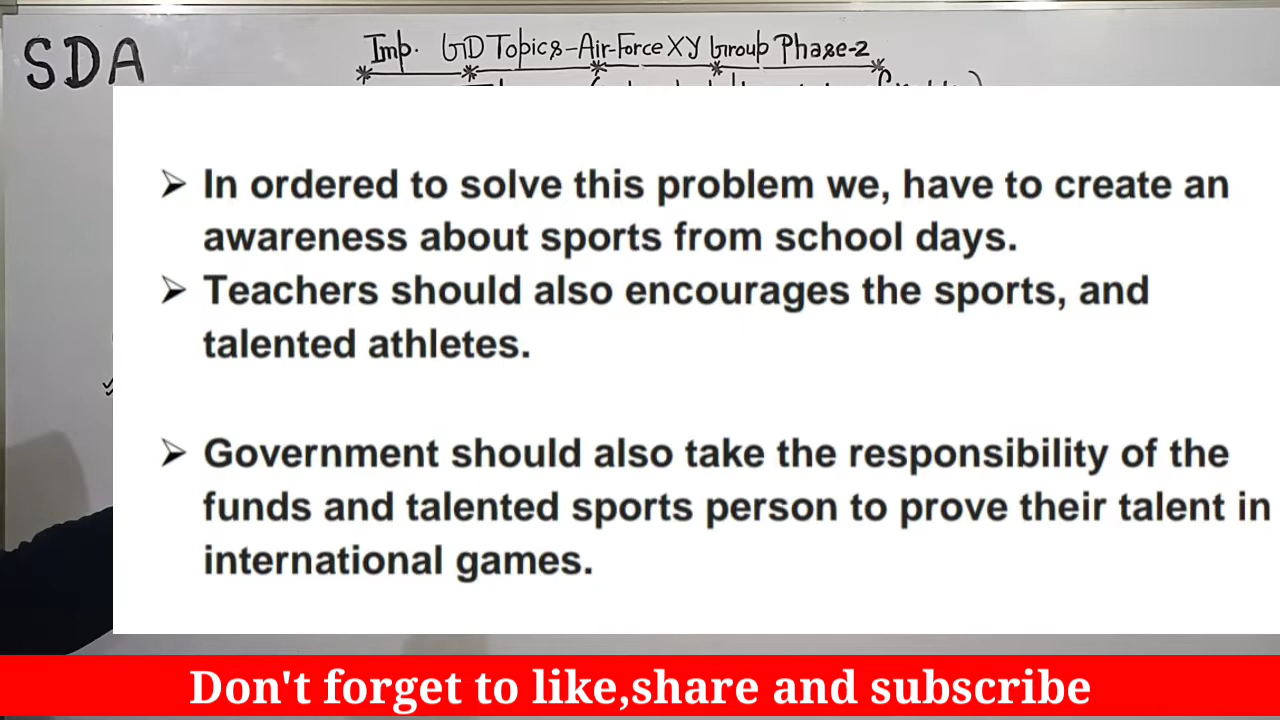 SDA
Imp. GD Topics-Air-Force XY Group Phase-2
➢ In ordered to solve this problem we, have to create an
awareness about sports from school days.
➢ Teachers should also encourages the sports, and
talented athletes.
➢ Government should also take the responsibility of the
funds and talented sports person to prove their talent in
international games.
Don't forget to like,share and subscribe